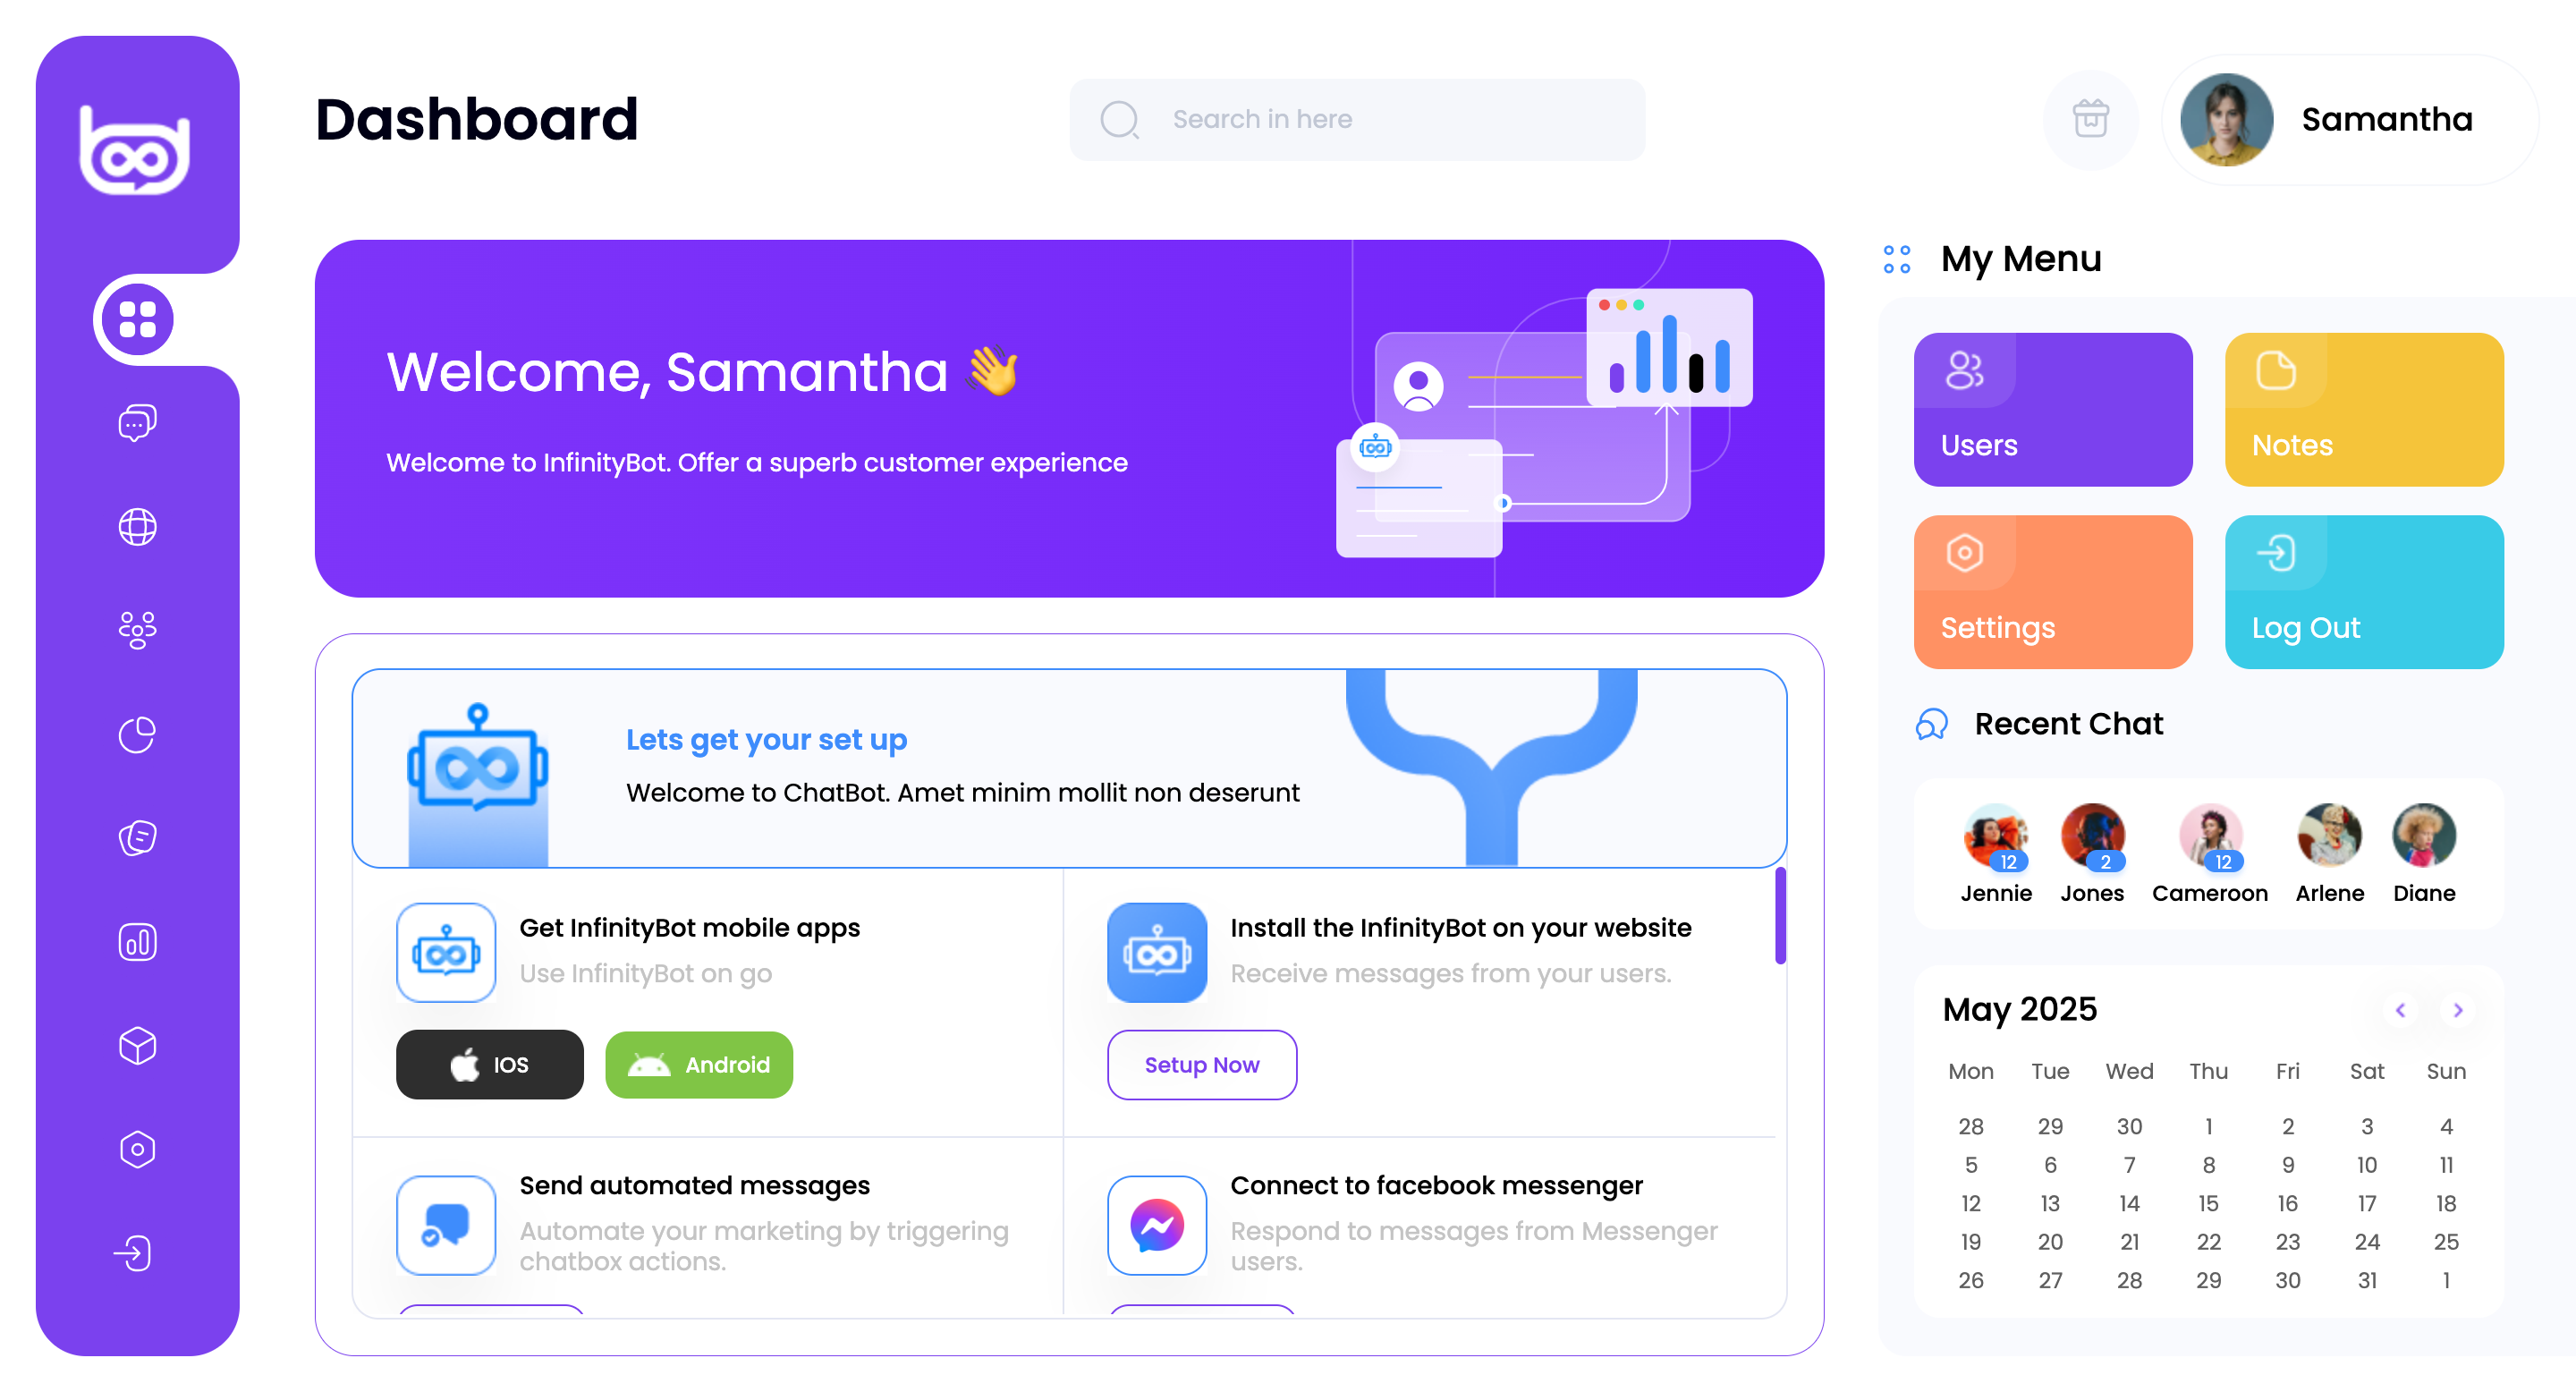 Dashboard
Search in here
Samantha
Welcome, Samantha 👋
Welcome to InfinityBot. Offer a superb customer experience
Lets get your set up
Welcome to ChatBot. Amet minim mollit non deserunt
Get InfinityBot mobile apps
Use InfinityBot on go
IOS
Android
Install the InfinityBot on your website
Receive messages from your users.
Setup Now
Send automated messages
Automate your marketing by triggering
chatbox actions.
Connect to facebook messenger
Respond to messages from Messenger
users.
My Menu
Users
Notes
Settings
Log Out
Recent Chat
12
2
12
Jennie Jones Cameroon Arlene Diane
May 2025
Mon Tue Wed Thu Fri Sat Sun
28 29 30 1 2 3 4
5 6 7 8 9 10 11
12 13 14 15 16 17 18
19 20 21 22 23 24 25
26 27 28 29 30 31 1